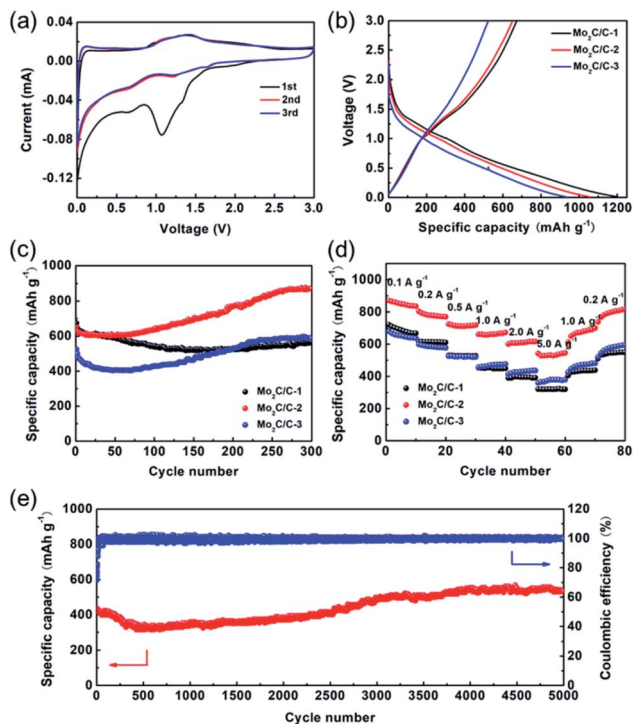 (a)
0.04
0.00
-0.04
-0.08
-0.12
Current (mA)
1st
2nd
3rd
0.0 0.5 1.0 1.5 2.0 2.5 3.0
Voltage (V)
(b)
3.0
2.5
2.0
1.5
1.0
0.5
0.0
Voltage (V)
Mo₂C/C-1
Mo₂C/C-2
Mo₂C/C-3
0 200 400 600 800 1000 1200
Specific capacity (mAh g⁻¹)
(c)
1000
800
600
400
200
0
Specific capacity (mAh g⁻¹)
Mo₂C/C-1
Mo₂C/C-2
Mo₂C/C-3
0 50 100 150 200 250 300
Cycle number
(d)
1000
800
600
400
200
0
Specific capacity (mAh g⁻¹)
0.1 A g⁻¹
0.2 A g⁻¹
0.5 A g⁻¹
1.0 A g⁻¹
2.0 A g⁻¹
5.0 A g⁻¹
1.0 A g⁻¹
0.2 A g⁻¹
Mo₂C/C-1
Mo₂C/C-2
Mo₂C/C-3
0 20 40 60 80
Cycle number
(e)
1000
800
600
400
200
0
Specific capacity (mAh g⁻¹)
120
100
80
60
40
20
0
Coulombic efficiency (%)
0 500 1000 1500 2000 2500 3000 3500 4000 4500 5000
Cycle number